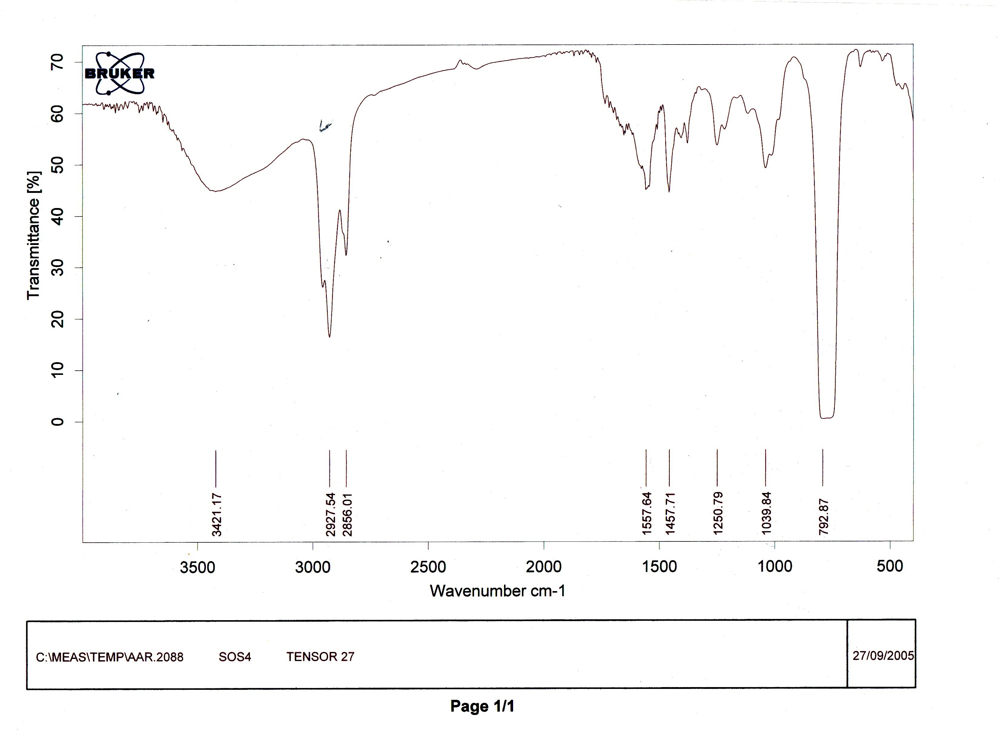 BRUKER
Transmittance [%]
70
60
50
40
30
20
10
0
3421.17
2927.54
2856.01
1557.64
1457.71
1250.79
1039.84
792.87
3500 3000 2500 2000 1500 1000 500
Wavenumber cm-1
C:\MEAS\TEMP\AAR.2088 SOS4 TENSOR 27 27/09/2005
Page 1/1